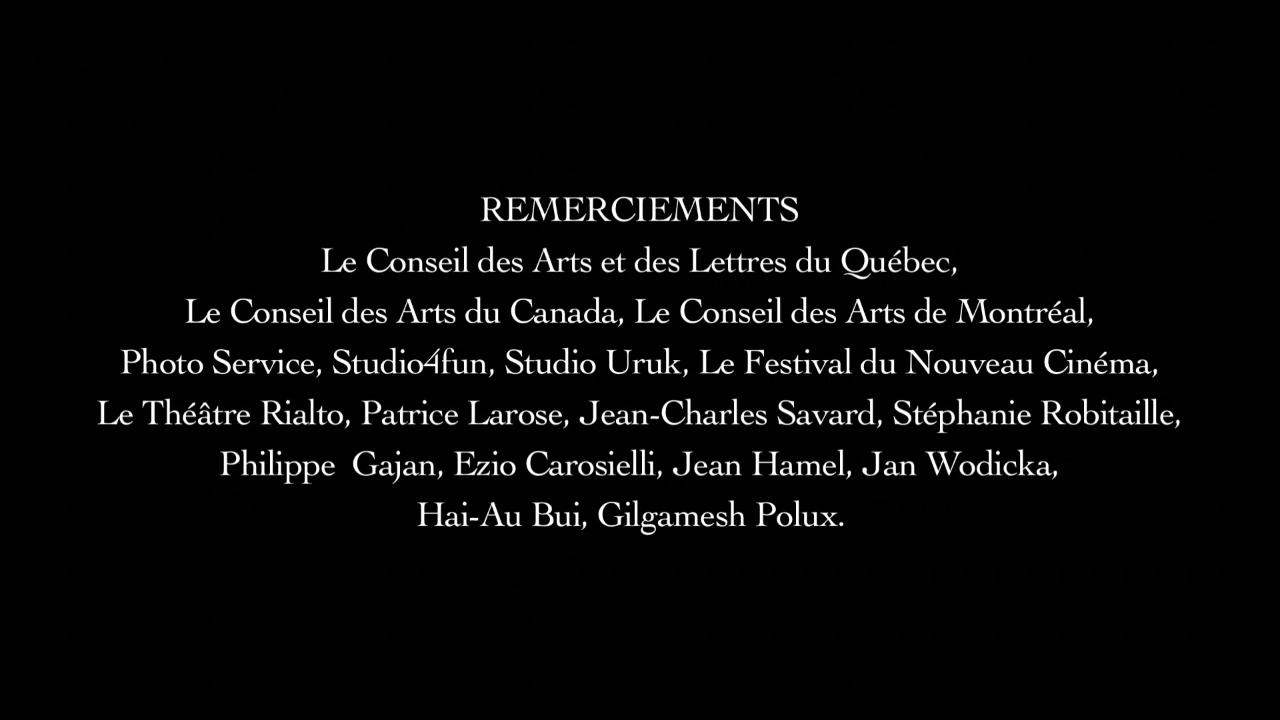 REMERCIEMENTS
Le Conseil des Arts et des Lettres du Québec,
Le Conseil des Arts du Canada, Le Conseil des Arts de Montréal,
Photo Service, Studio4fun, Studio Uruk, Le Festival du Nouveau Cinéma,
Le Théâtre Rialto, Patrice Larose, Jean-Charles Savard, Stéphanie Robitaille,
Philippe  Gajan, Ezio Carosielli, Jean Hamel, Jan Wodicka,
Hai-Au Bui, Gilgamesh Polux.